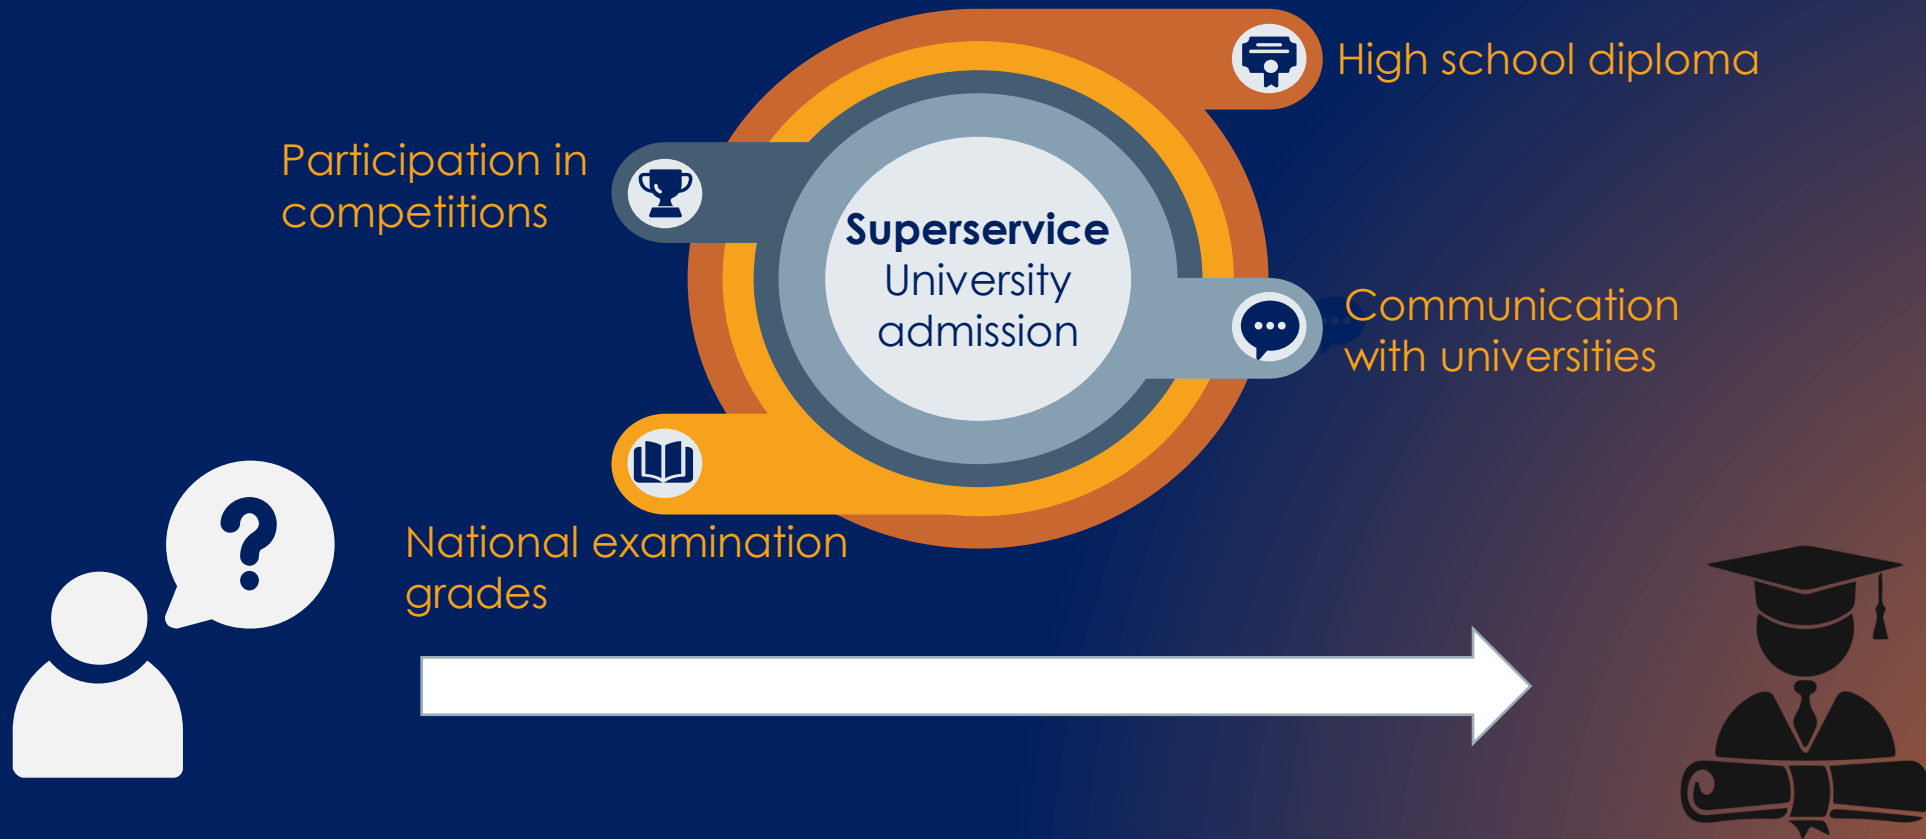 High school diploma
Participation in
competitions
Superservice
University
admission
Communication
with universities
National examination
grades
?